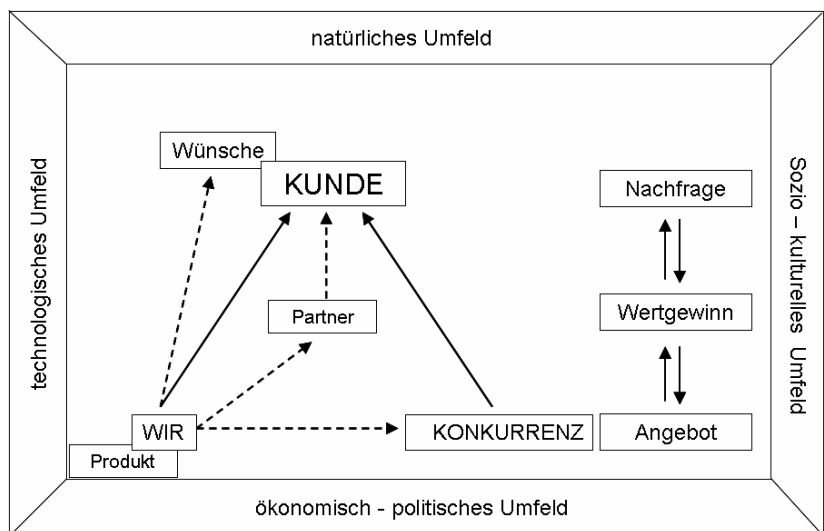 natürliches Umfeld
technologisches Umfeld
Wünsche
KUNDE
Partner
WIR
Produkt
KONKURRENZ
Nachfrage
Wertgewinn
Angebot
Sozio – kulturelles Umfeld
ökonomisch - politisches Umfeld